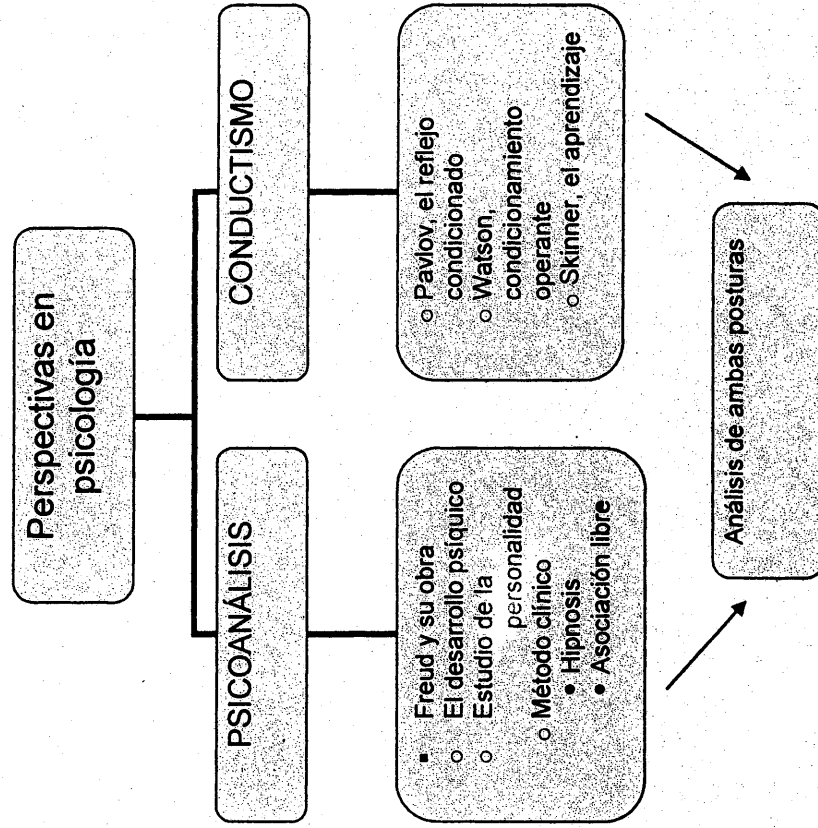 Perspectivas en
psicología
PSICOANÁLISIS
CONDUCTISMO
▪ Freud y su obra
○ El desarrollo psíquico
○ Estudio de la
personalidad
○ Método clínico
• Hipnosis
• Asociación libre
○ Pavlov, el reflejo
condicionado
○ Watson,
condicionamiento
operante
○ Skinner, el aprendizaje
Análisis de ambas posturas